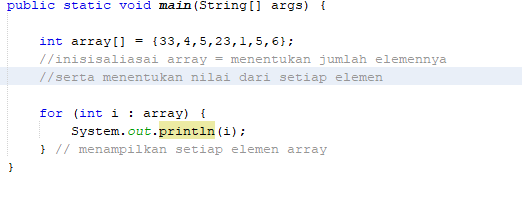 public static void main(String[] args) {
int array[] = {33,4,5,23,1,5,6};
//inisisaliasai array = menentukan jumlah elemennya
//serta menentukan nilai dari setiap elemen
for (int i : array) {
System.out.println(i);
} // menampilkan setiap elemen array
}